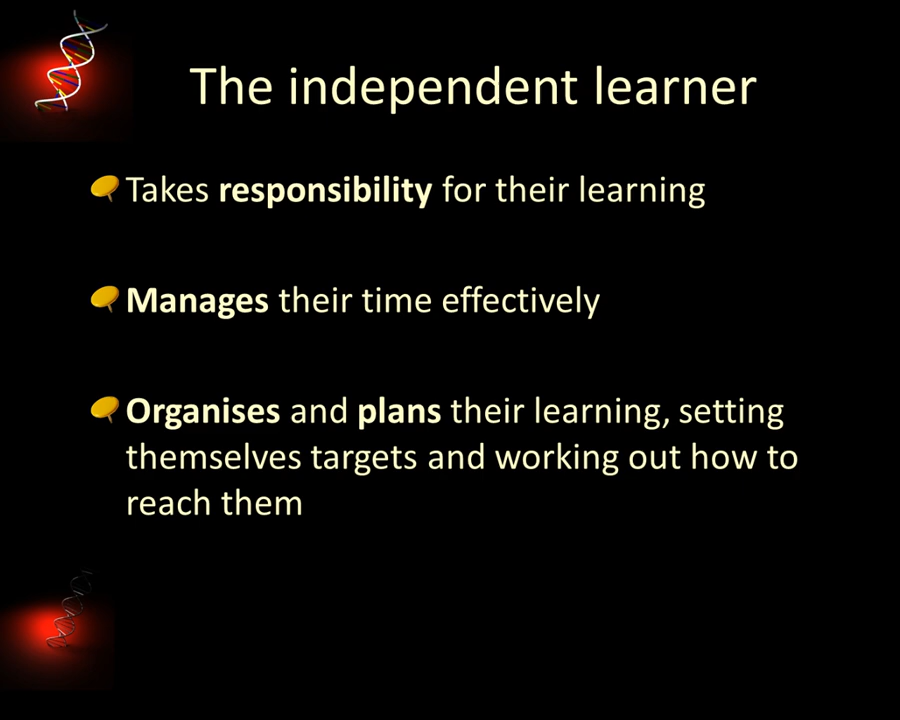 The independent learner
Takes responsibility for their learning
Manages their time effectively
Organises and plans their learning, setting
themselves targets and working out how to
reach them